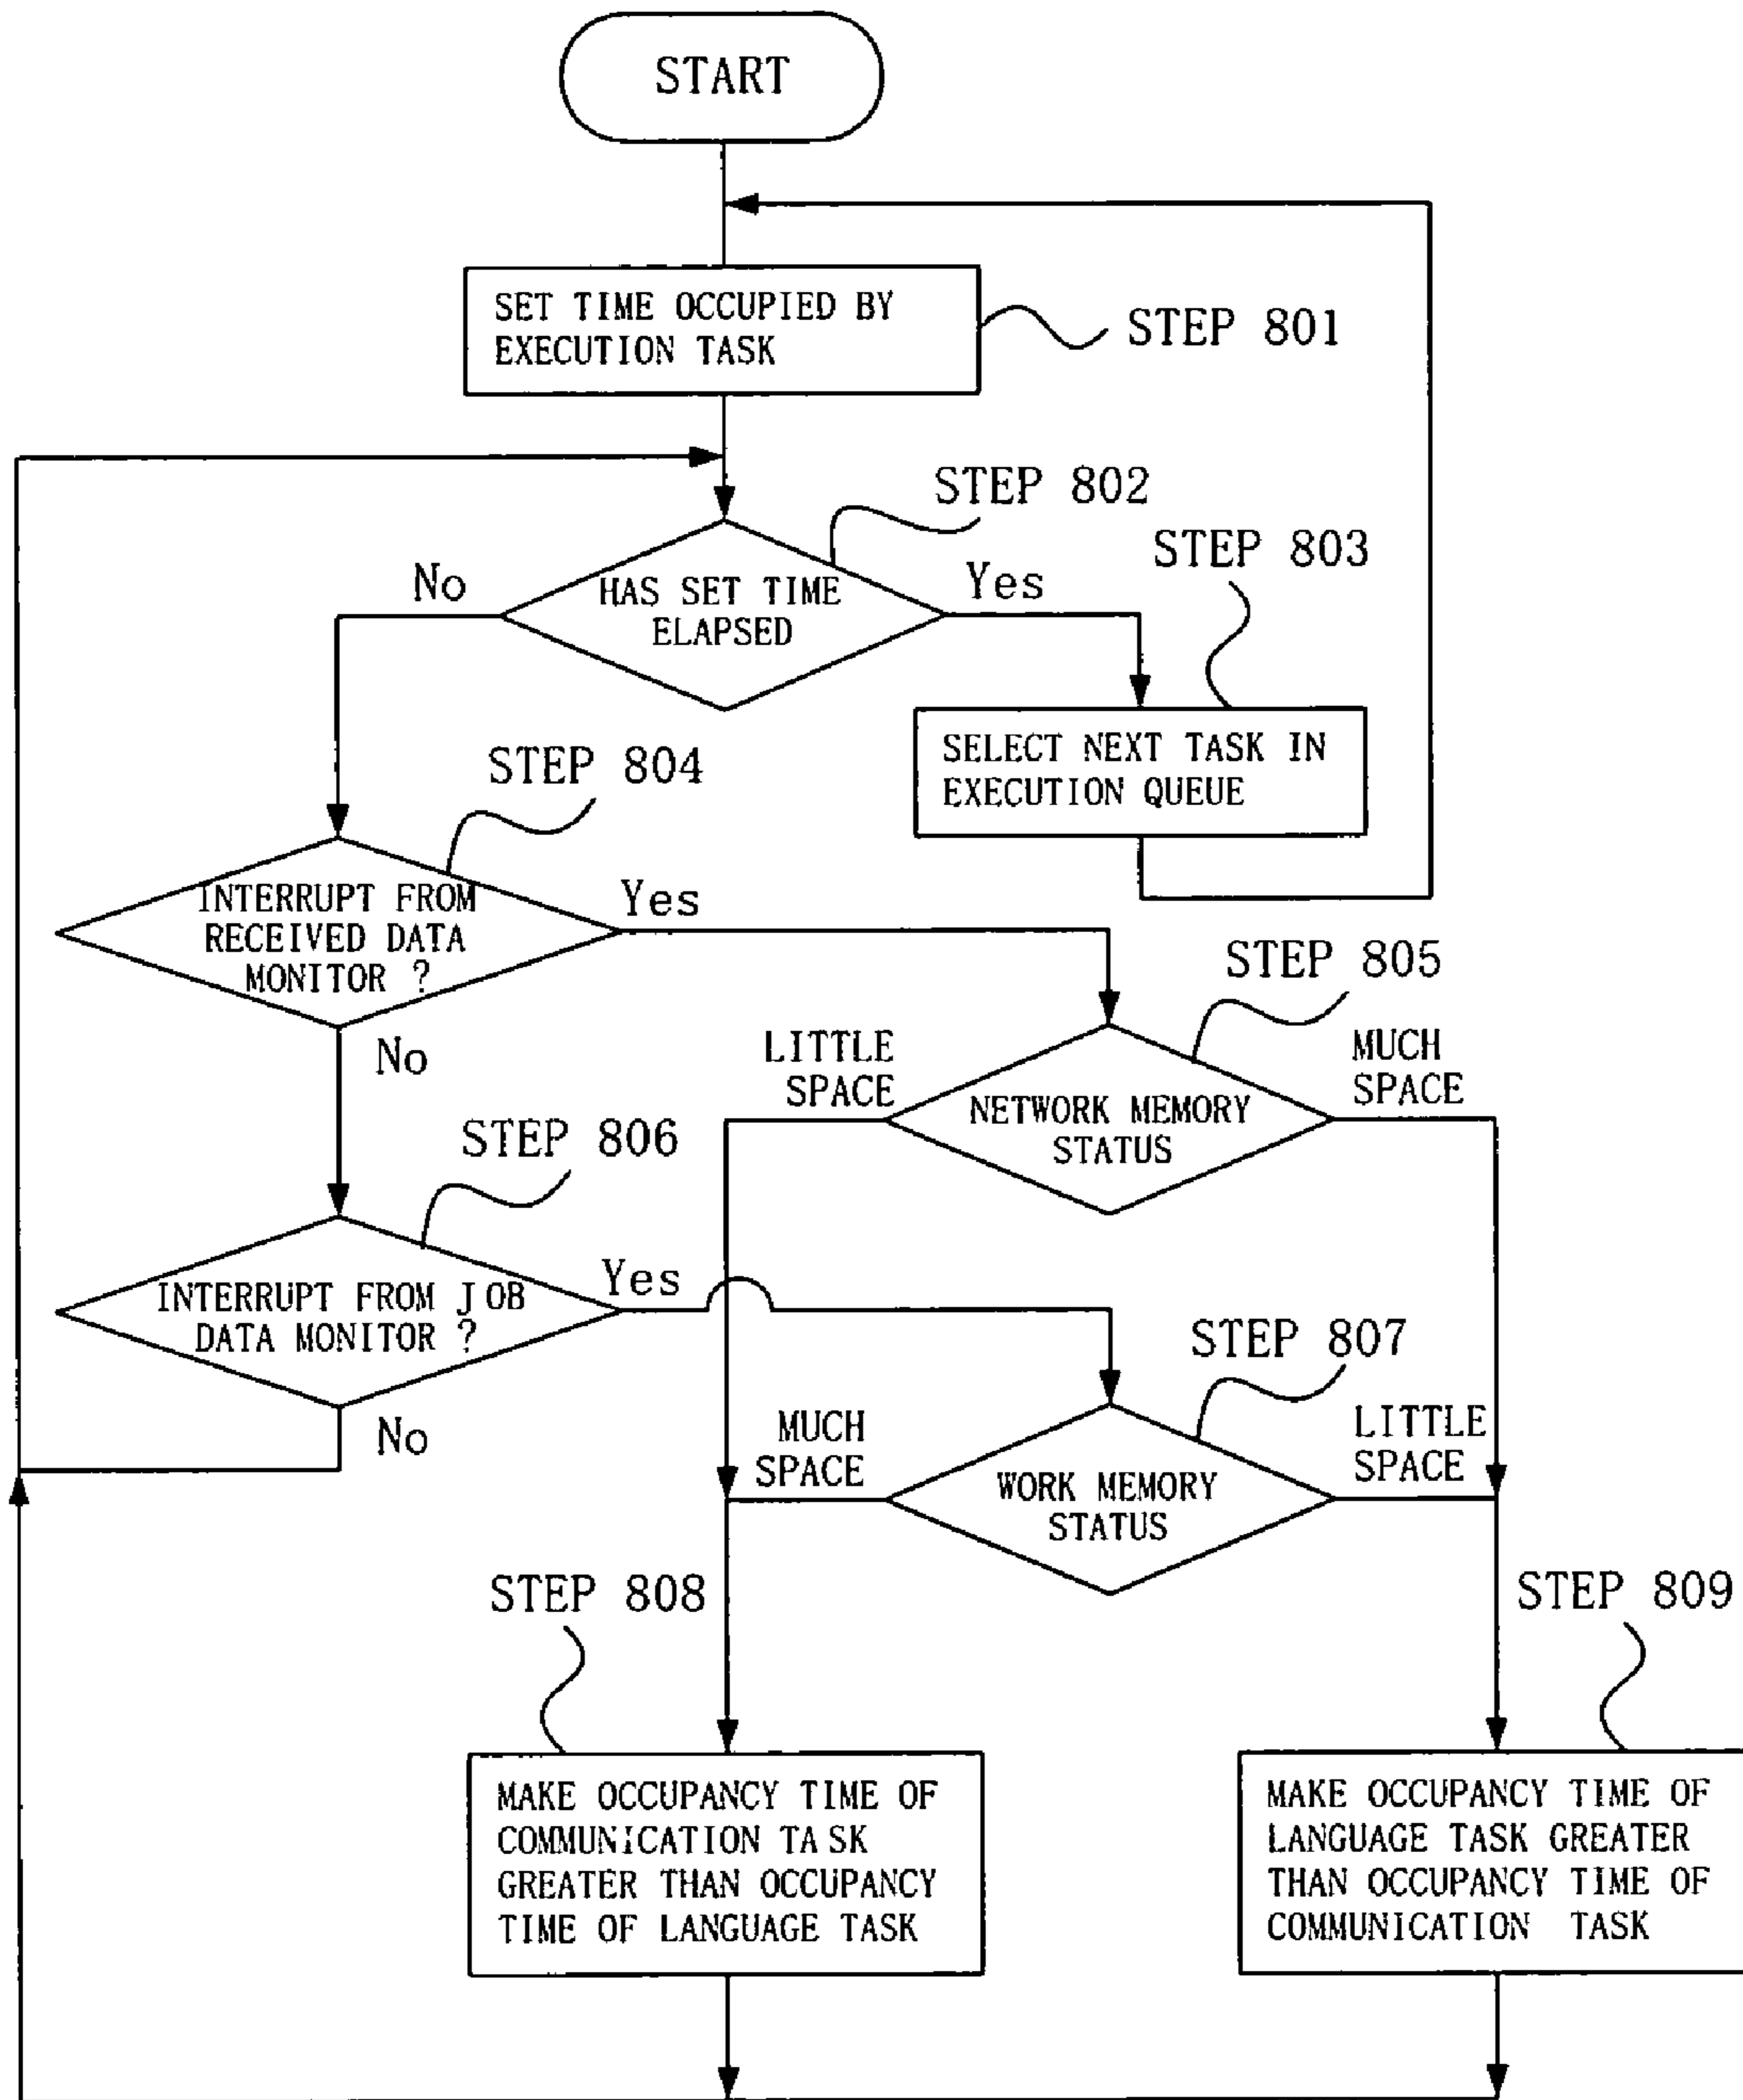 START
SET TIME OCCUPIED BY
EXECUTION TASK
STEP 801
STEP 802
No
HAS SET TIME
ELAPSED
Yes
STEP 803
SELECT NEXT TASK IN
EXECUTION QUEUE
STEP 804
INTERRUPT FROM
RECEIVED DATA
MONITOR ?
Yes
No
STEP 805
LITTLE
SPACE
NETWORK MEMORY
STATUS
MUCH
SPACE
STEP 806
INTERRUPT FROM JOB
DATA MONITOR ?
Yes
No
STEP 807
MUCH
SPACE
WORK MEMORY
STATUS
LITTLE
SPACE
STEP 808
MAKE OCCUPANCY TIME OF
COMMUNICATION TASK
GREATER THAN OCCUPANCY
TIME OF LANGUAGE TASK
STEP 809
MAKE OCCUPANCY TIME OF
LANGUAGE TASK GREATER
THAN OCCUPANCY TIME OF
COMMUNICATION TASK